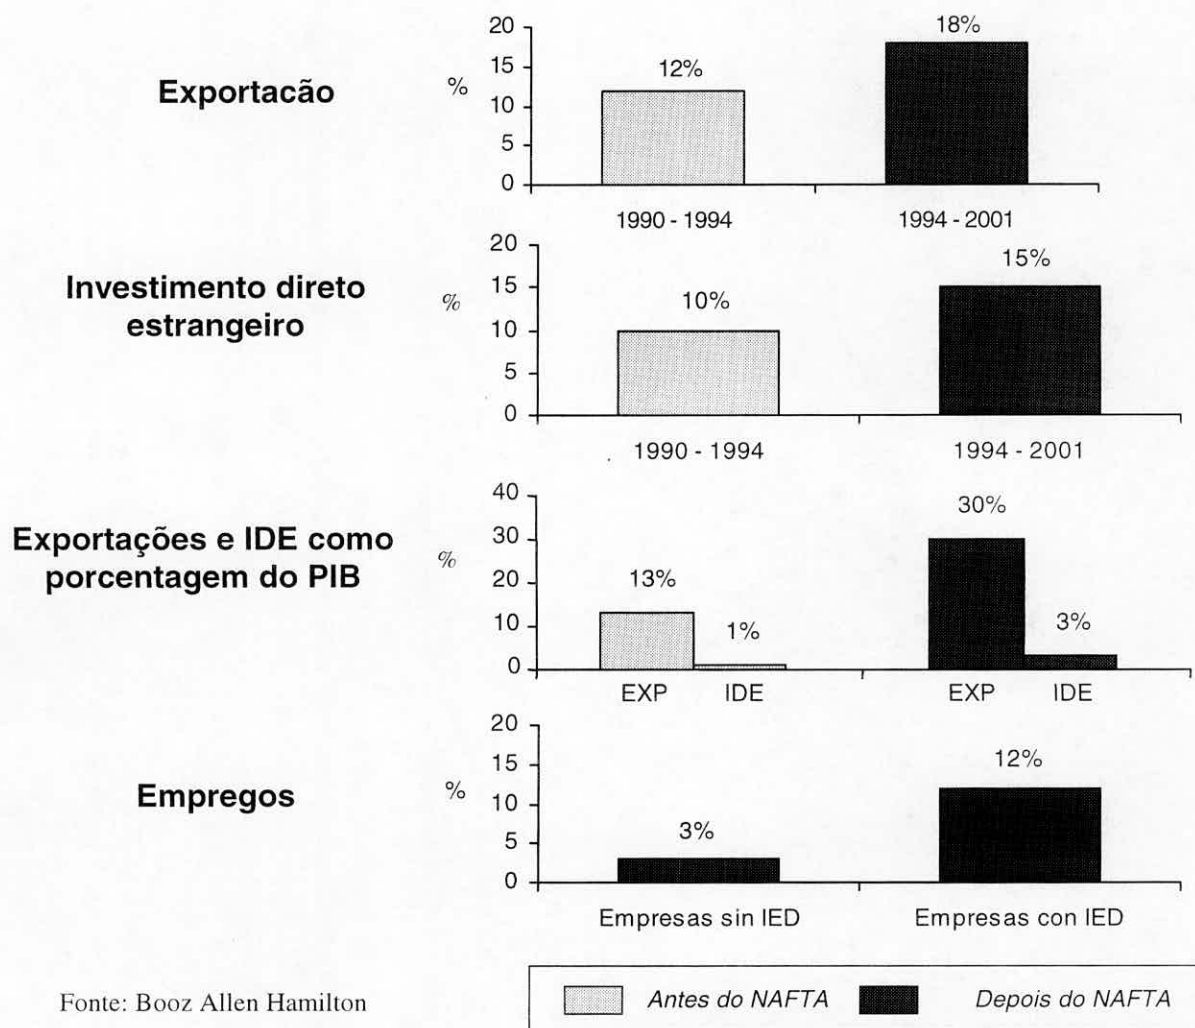 Exportacão
%
20
15
10
5
0
12%
18%
1990 - 1994
1994 - 2001
Investimento direto
estrangeiro
%
20
15
10
5
0
10%
15%
1990 - 1994
1994 - 2001
Exportações e IDE como
porcentagem do PIB
%
40
30
20
10
0
13%
1%
30%
3%
EXP
IDE
EXP
IDE
Empregos
%
20
15
10
5
0
3%
12%
Empresas sin IED
Empresas con IED
Fonte: Booz Allen Hamilton
Antes do NAFTA
Depois do NAFTA